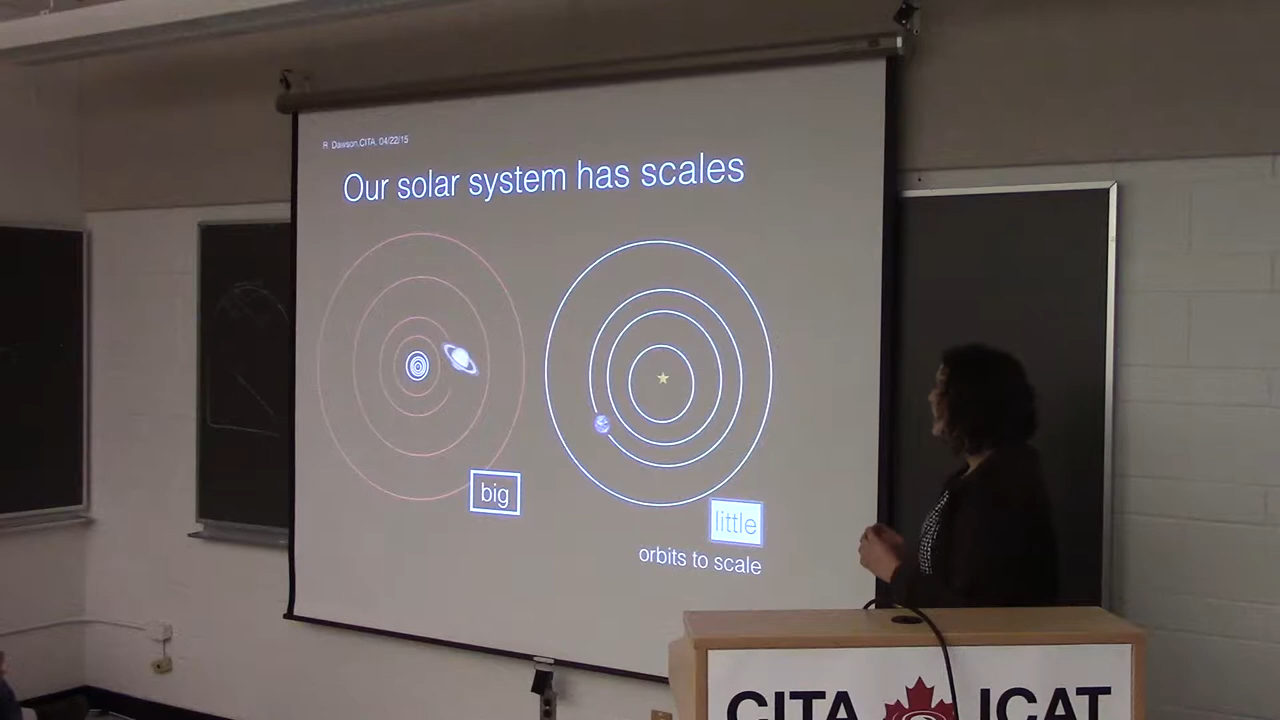 R. Dawson,CITA, 04/22/15
Our solar system has scales
big
little
orbits to scale
CITA ICAT